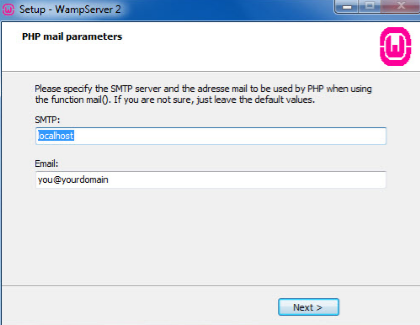 Setup - WampServer 2
PHP mail parameters
Please specify the SMTP server and the adresse mail to be used by PHP when using
the function mail(). If you are not sure, just leave the default values.
SMTP:
localhost
Email:
you@yourdomain
Next >